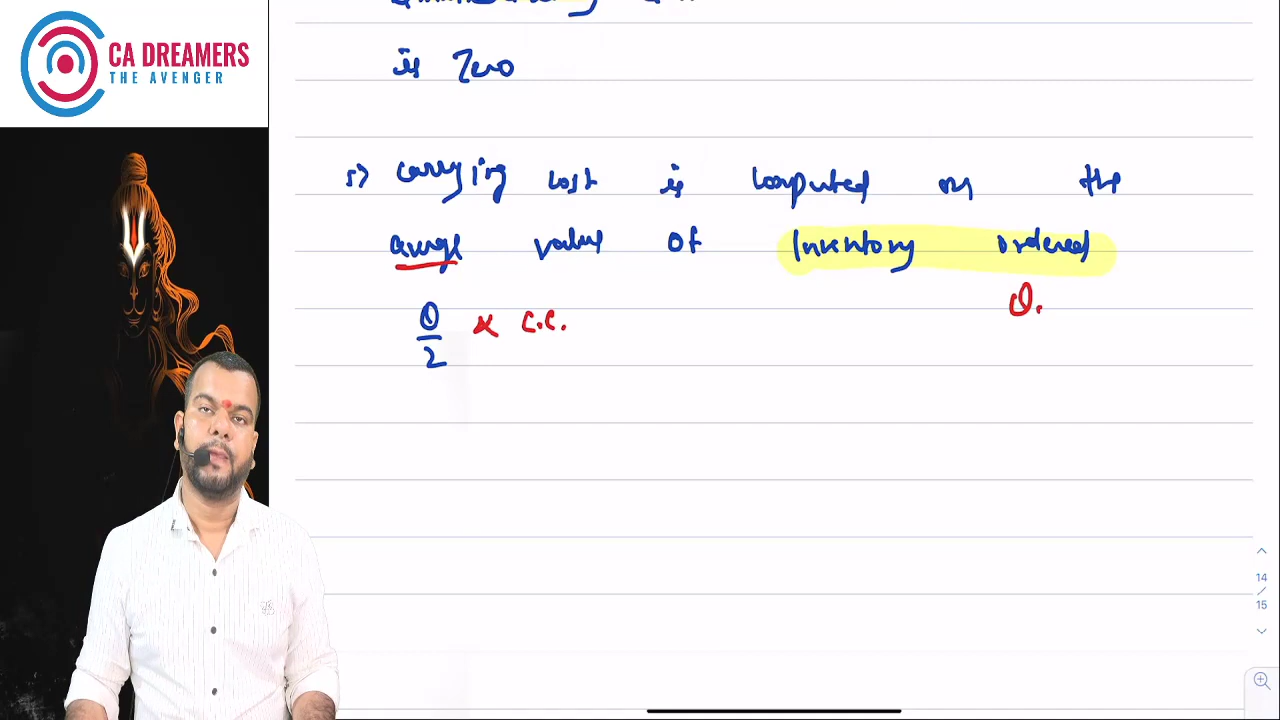 CA DREAMERS
THE AVENGER
is Zero
5) Carrying cost is computed on the
average value of Inventory ordered
Q.
Q/2 × C.C.
14
/
15